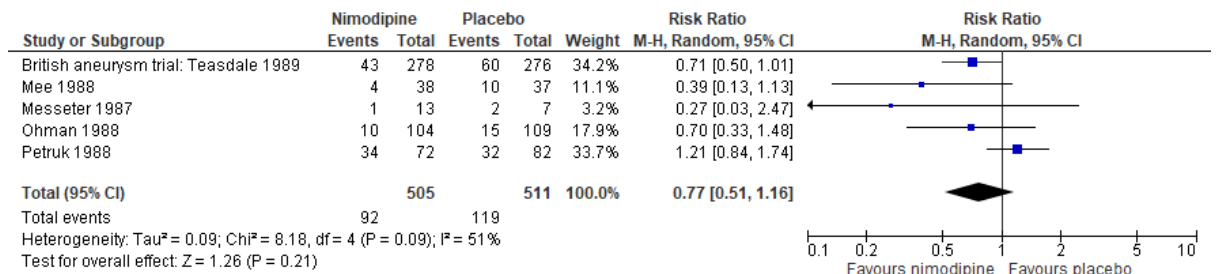 Nimodipine Placebo Risk Ratio Risk Ratio
Study or Subgroup Events Total Events Total Weight M-H, Random, 95% CI M-H, Random, 95% CI
British aneurysm trial: Teasdale 1989 43 278 60 276 34.2% 0.71 [0.50, 1.01]
Mee 1988 4 38 10 37 11.1% 0.39 [0.13, 1.13]
Messeter 1987 1 13 2 7 3.2% 0.27 [0.03, 2.47]
Ohman 1988 10 104 15 109 17.9% 0.70 [0.33, 1.48]
Petruk 1988 34 72 32 82 33.7% 1.21 [0.84, 1.74]
Total (95% CI) 505 511 100.0% 0.77 [0.51, 1.16]
Total events 92 119
Heterogeneity: Tau² = 0.09; Chi² = 8.18, df = 4 (P = 0.09); I² = 51%
Test for overall effect: Z = 1.26 (P = 0.21)
0.1 0.2 0.5 1 2 5 10
Favours nimodipine Favours placebo